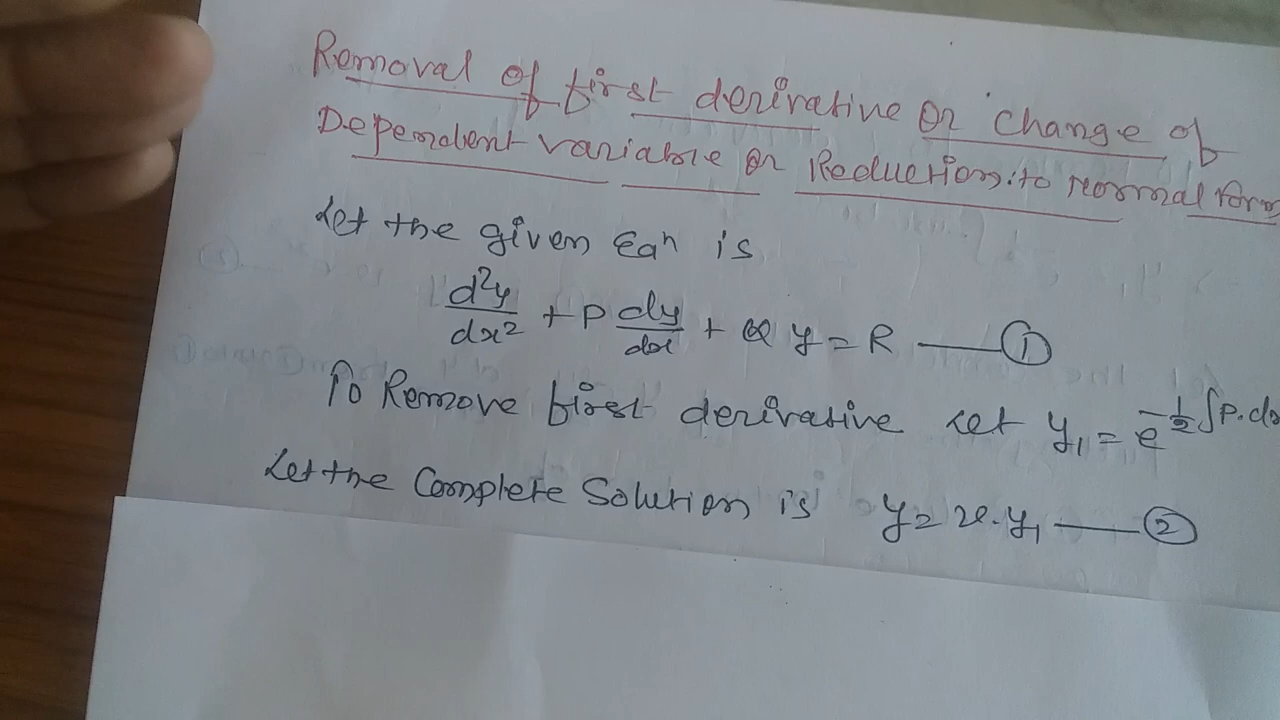 Removal of first derivative Or change of
Dependent variable or Reduction to normal form
Let the given Eqn is
d²y/dx² + P dy/dx + Q y = R — ①
To Remove first derivative Let y₁ = e^(-1/2 ∫P.dx
Let the Complete Solution is y = v.y₁ — ②